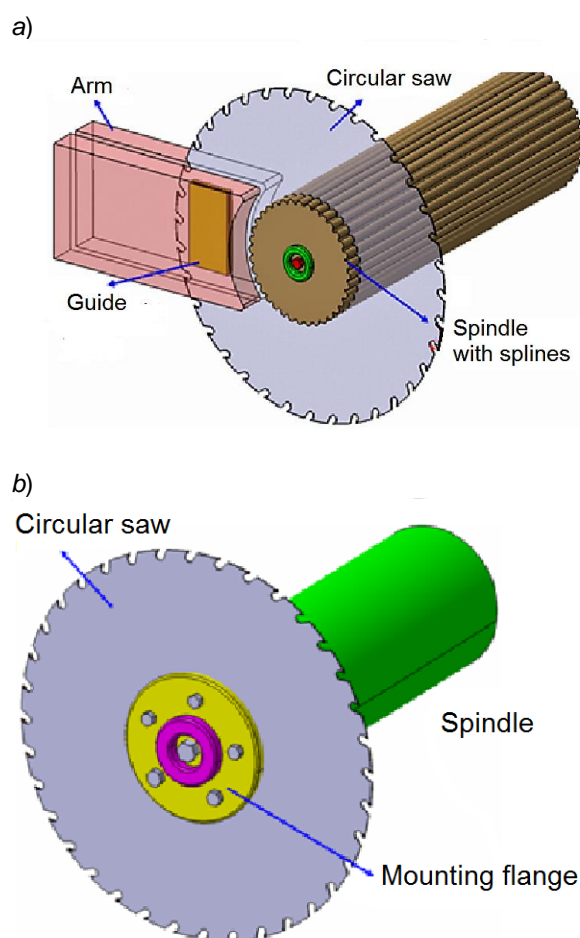 a)
Circular saw
Arm
Guide
Spindle
with splines
b)
Circular saw
Spindle
Mounting flange